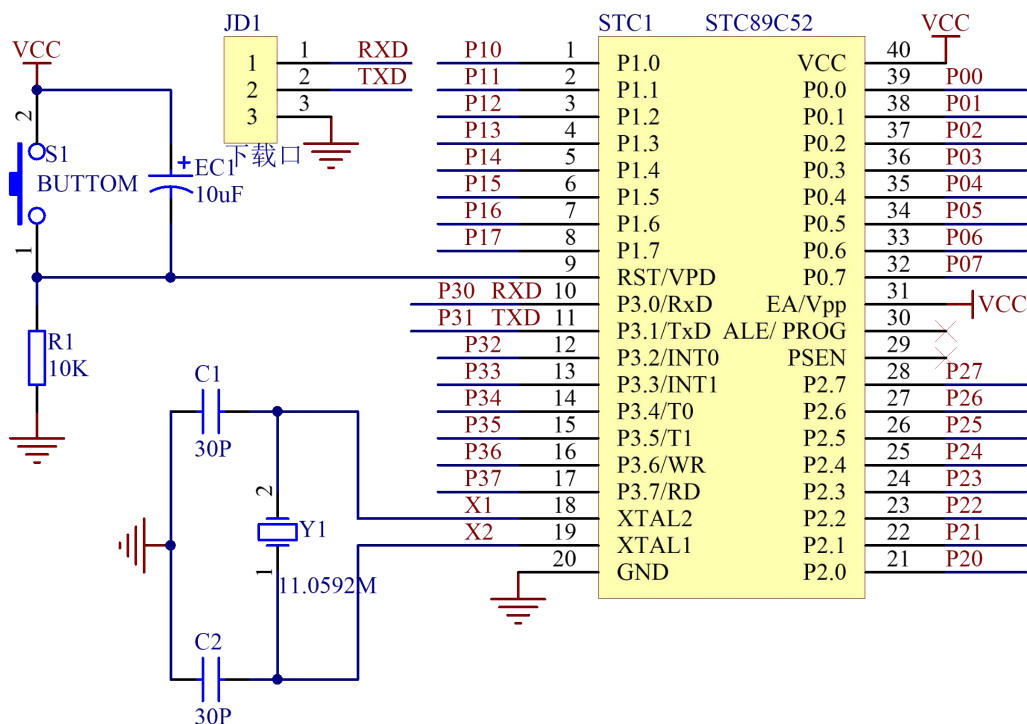 VCC
2
S1
BUTTOM
1
EC1
10uF
+
R1
10K
JD1
1 1 RXD
2 2 TXD
3 3
下载口
C1
30P
2
Y1
1
11.0592M
C2
30P
STC1 STC89C52
VCC
P10 1 P1.0 VCC 40
P11 2 P1.1 P0.0 39 P00
P12 3 P1.2 P0.1 38 P01
P13 4 P1.3 P0.2 37 P02
P14 5 P1.4 P0.3 36 P03
P15 6 P1.5 P0.4 35 P04
P16 7 P1.6 P0.5 34 P05
P17 8 P1.7 P0.6 33 P06
9 RST/VPD P0.7 32 P07
P30 RXD 10 P3.0/RxD EA/Vpp 31 VCC
P31 TXD 11 P3.1/TxD ALE/ PROG 30
P32 12 P3.2/INT0 PSEN 29
P33 13 P3.3/INT1 P2.7 28 P27
P34 14 P3.4/T0 P2.6 27 P26
P35 15 P3.5/T1 P2.5 26 P25
P36 16 P3.6/WR P2.4 25 P24
P37 17 P3.7/RD P2.3 24 P23
X1 18 XTAL2 P2.2 23 P22
X2 19 XTAL1 P2.1 22 P21
20 GND P2.0 21 P20